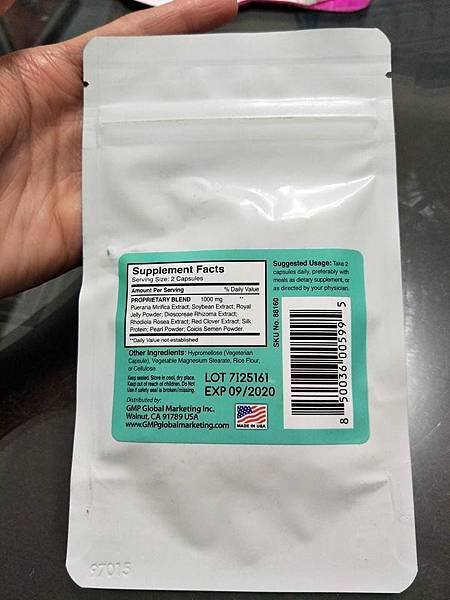 Supplement Facts
Serving Size: 2 Capsules
Amount Per Serving % Daily Value
PROPRIETARY BLEND 1000 mg **
Pueraria Mirifica Extract; Soybean Extract; Royal
Jelly Powder; Dioscoreae Rhizoma Extract;
Rhodiola Rosea Extract; Red Clover Extract; Silk
Protein; Pearl Powder; Coicis Semen Powder.
**Daily Value not established
Other Ingredients: Hypromellose (Vegeterian
Capsule), Vegetable Magnesium Stearate, Rice Flour,
or Cellulose.
Keep sealed. Store in cool, dry place.
Keep out of reach of children. Do Not
Use if safety seal is broken/missing.
LOT 7125161
EXP 09/2020
Distributed by:
GMP Global Marketing Inc.
Walnut, CA 91789 USA
www.GMPglobalmarketing.com
MADE IN USA
Suggested Usage: Take 2
capsules daily, preferably with
meals as dietary supplement, or
as directed by your physician.
SKU No. 88160
8 50036 00599 5
97015